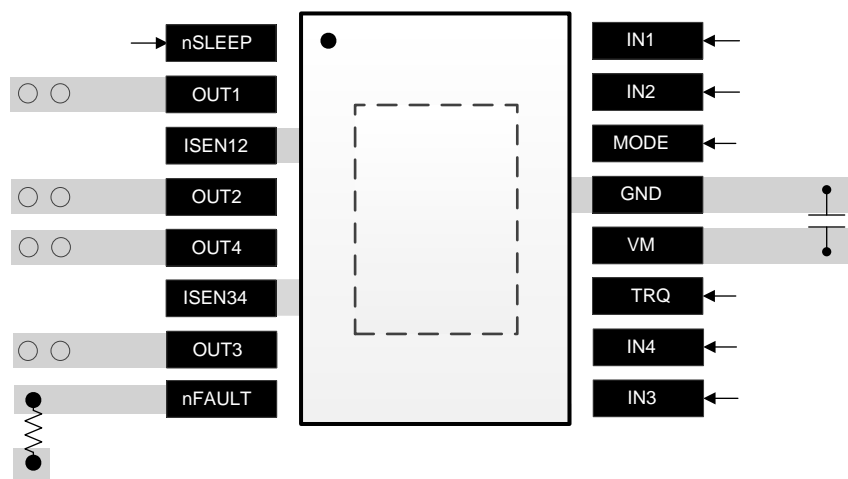 nSLEEP
OUT1
ISEN12
OUT2
OUT4
ISEN34
OUT3
nFAULT
IN1
IN2
MODE
GND
VM
TRQ
IN4
IN3